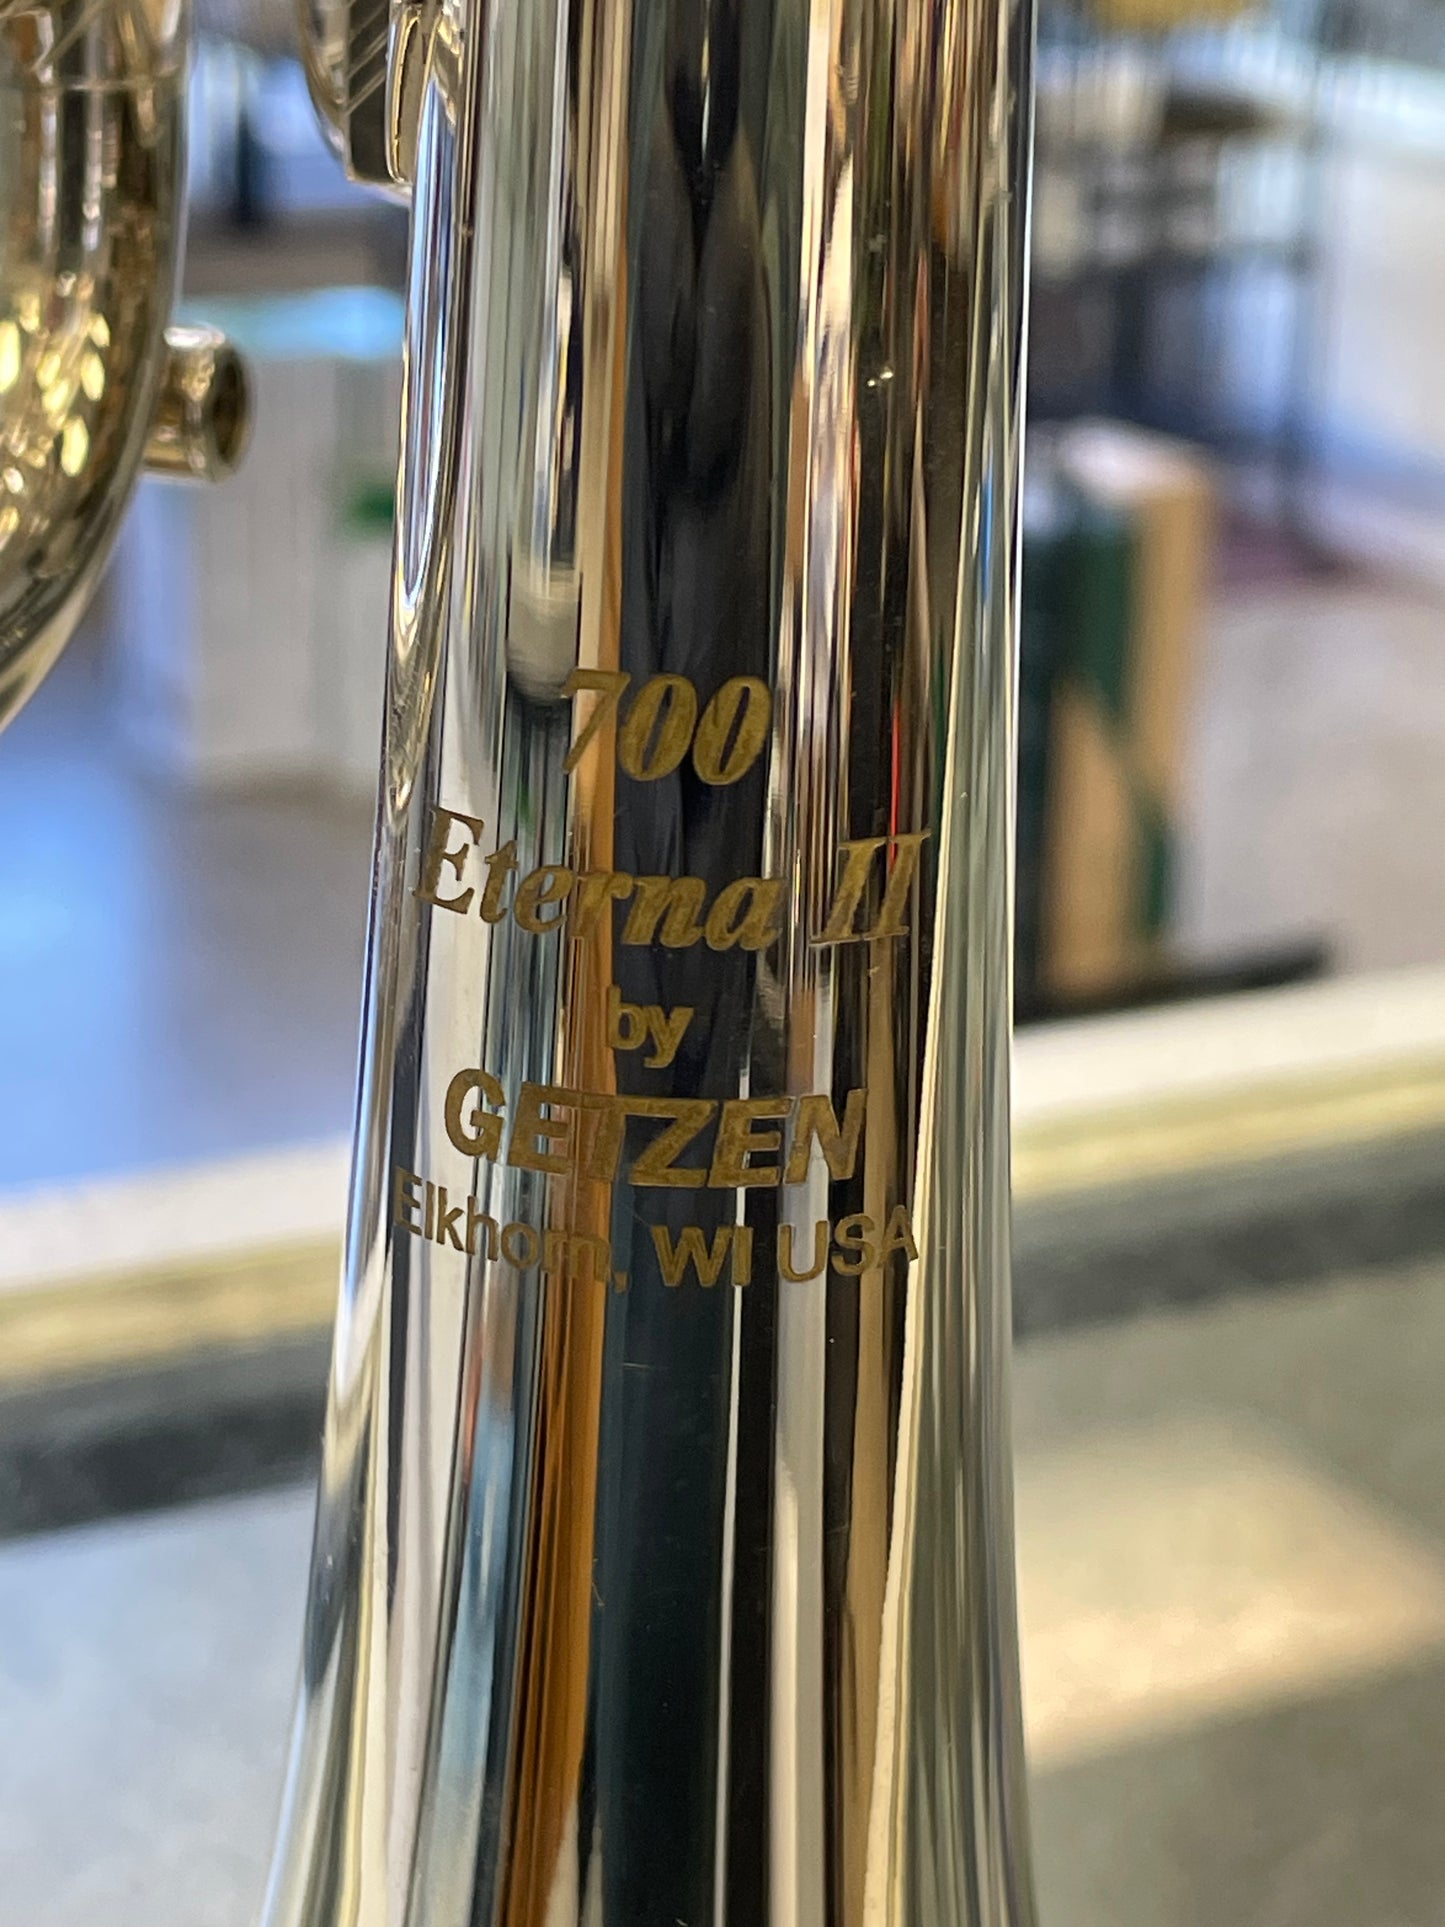 700
Eterna II
by
GETZEN
Elkhorn, WI USA